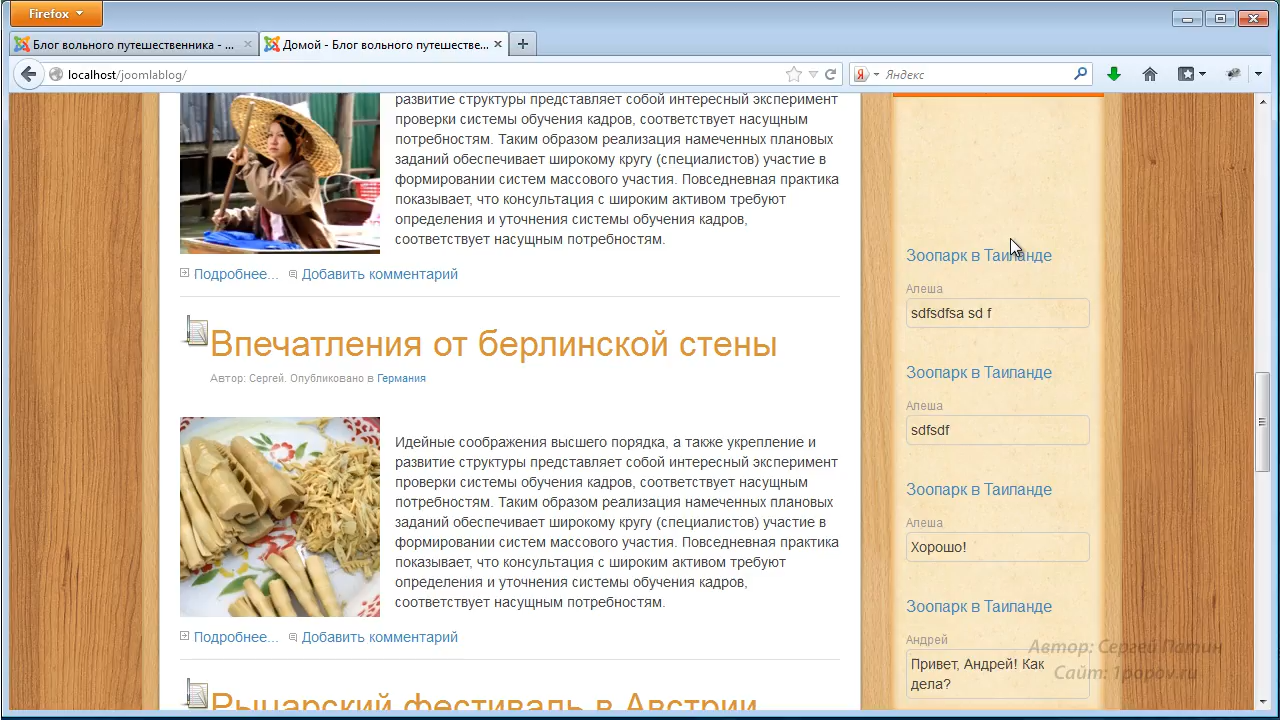 Firefox
Блог вольного путешественника - ...
Домой - Блог вольного путешестве...
localhost/joomlablog/
Яндекс
развитие структуры представляет собой интересный эксперимент
проверки системы обучения кадров, соответствует насущным
потребностям. Таким образом реализация намеченных плановых
заданий обеспечивает широкому кругу (специалистов) участие в
формировании систем массового участия. Повседневная практика
показывает, что консультация с широким активом требуют
определения и уточнения системы обучения кадров,
соответствует насущным потребностям.
Подробнее...
Добавить комментарий
Впечатления от берлинской стены
Автор: Сергей. Опубликовано в Германия
Идейные соображения высшего порядка, а также укрепление и
развитие структуры представляет собой интересный эксперимент
проверки системы обучения кадров, соответствует насущным
потребностям. Таким образом реализация намеченных плановых
заданий обеспечивает широкому кругу (специалистов) участие в
формировании систем массового участия. Повседневная практика
показывает, что консультация с широким активом требуют
определения и уточнения системы обучения кадров,
соответствует насущным потребностям.
Подробнее...
Добавить комментарий
Рыцарский фестиваль в Австрии
Зоопарк в Таиланде
Алеша
sdfsdfsa sd f
Зоопарк в Таиланде
Алеша
sdfsdf
Зоопарк в Таиланде
Алеша
Хорошо!
Зоопарк в Таиланде
Андрей
Привет, Андрей! Как
дела?
Автор: Сергей Патин
Сайт: 1popov.ru